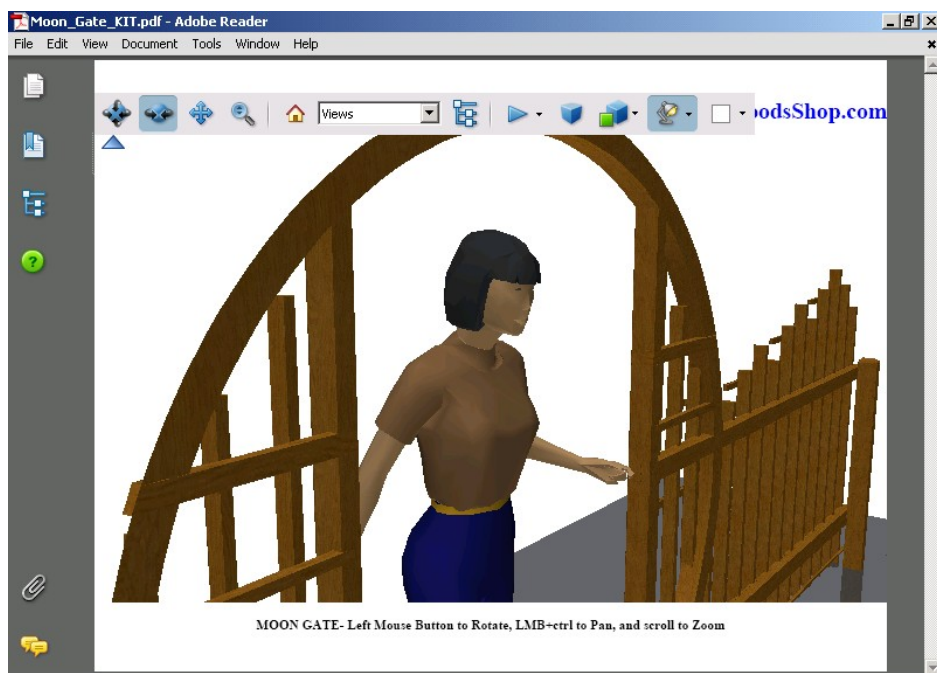 Moon_Gate_KIT.pdf - Adobe Reader
File Edit View Document Tools Window Help
Views
odsShop.com
MOON GATE- Left Mouse Button to Rotate, LMB+ctrl to Pan, and scroll to Zoom